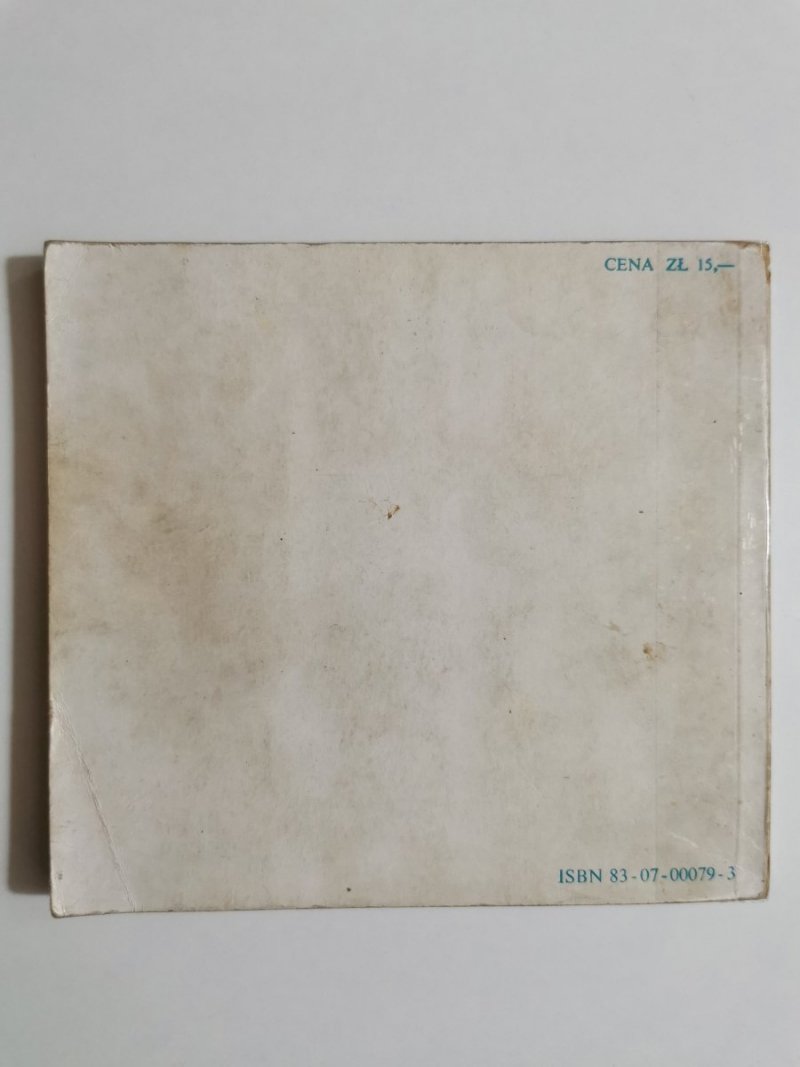 CENA ZŁ 15,—
ISBN 83-07-00079-3